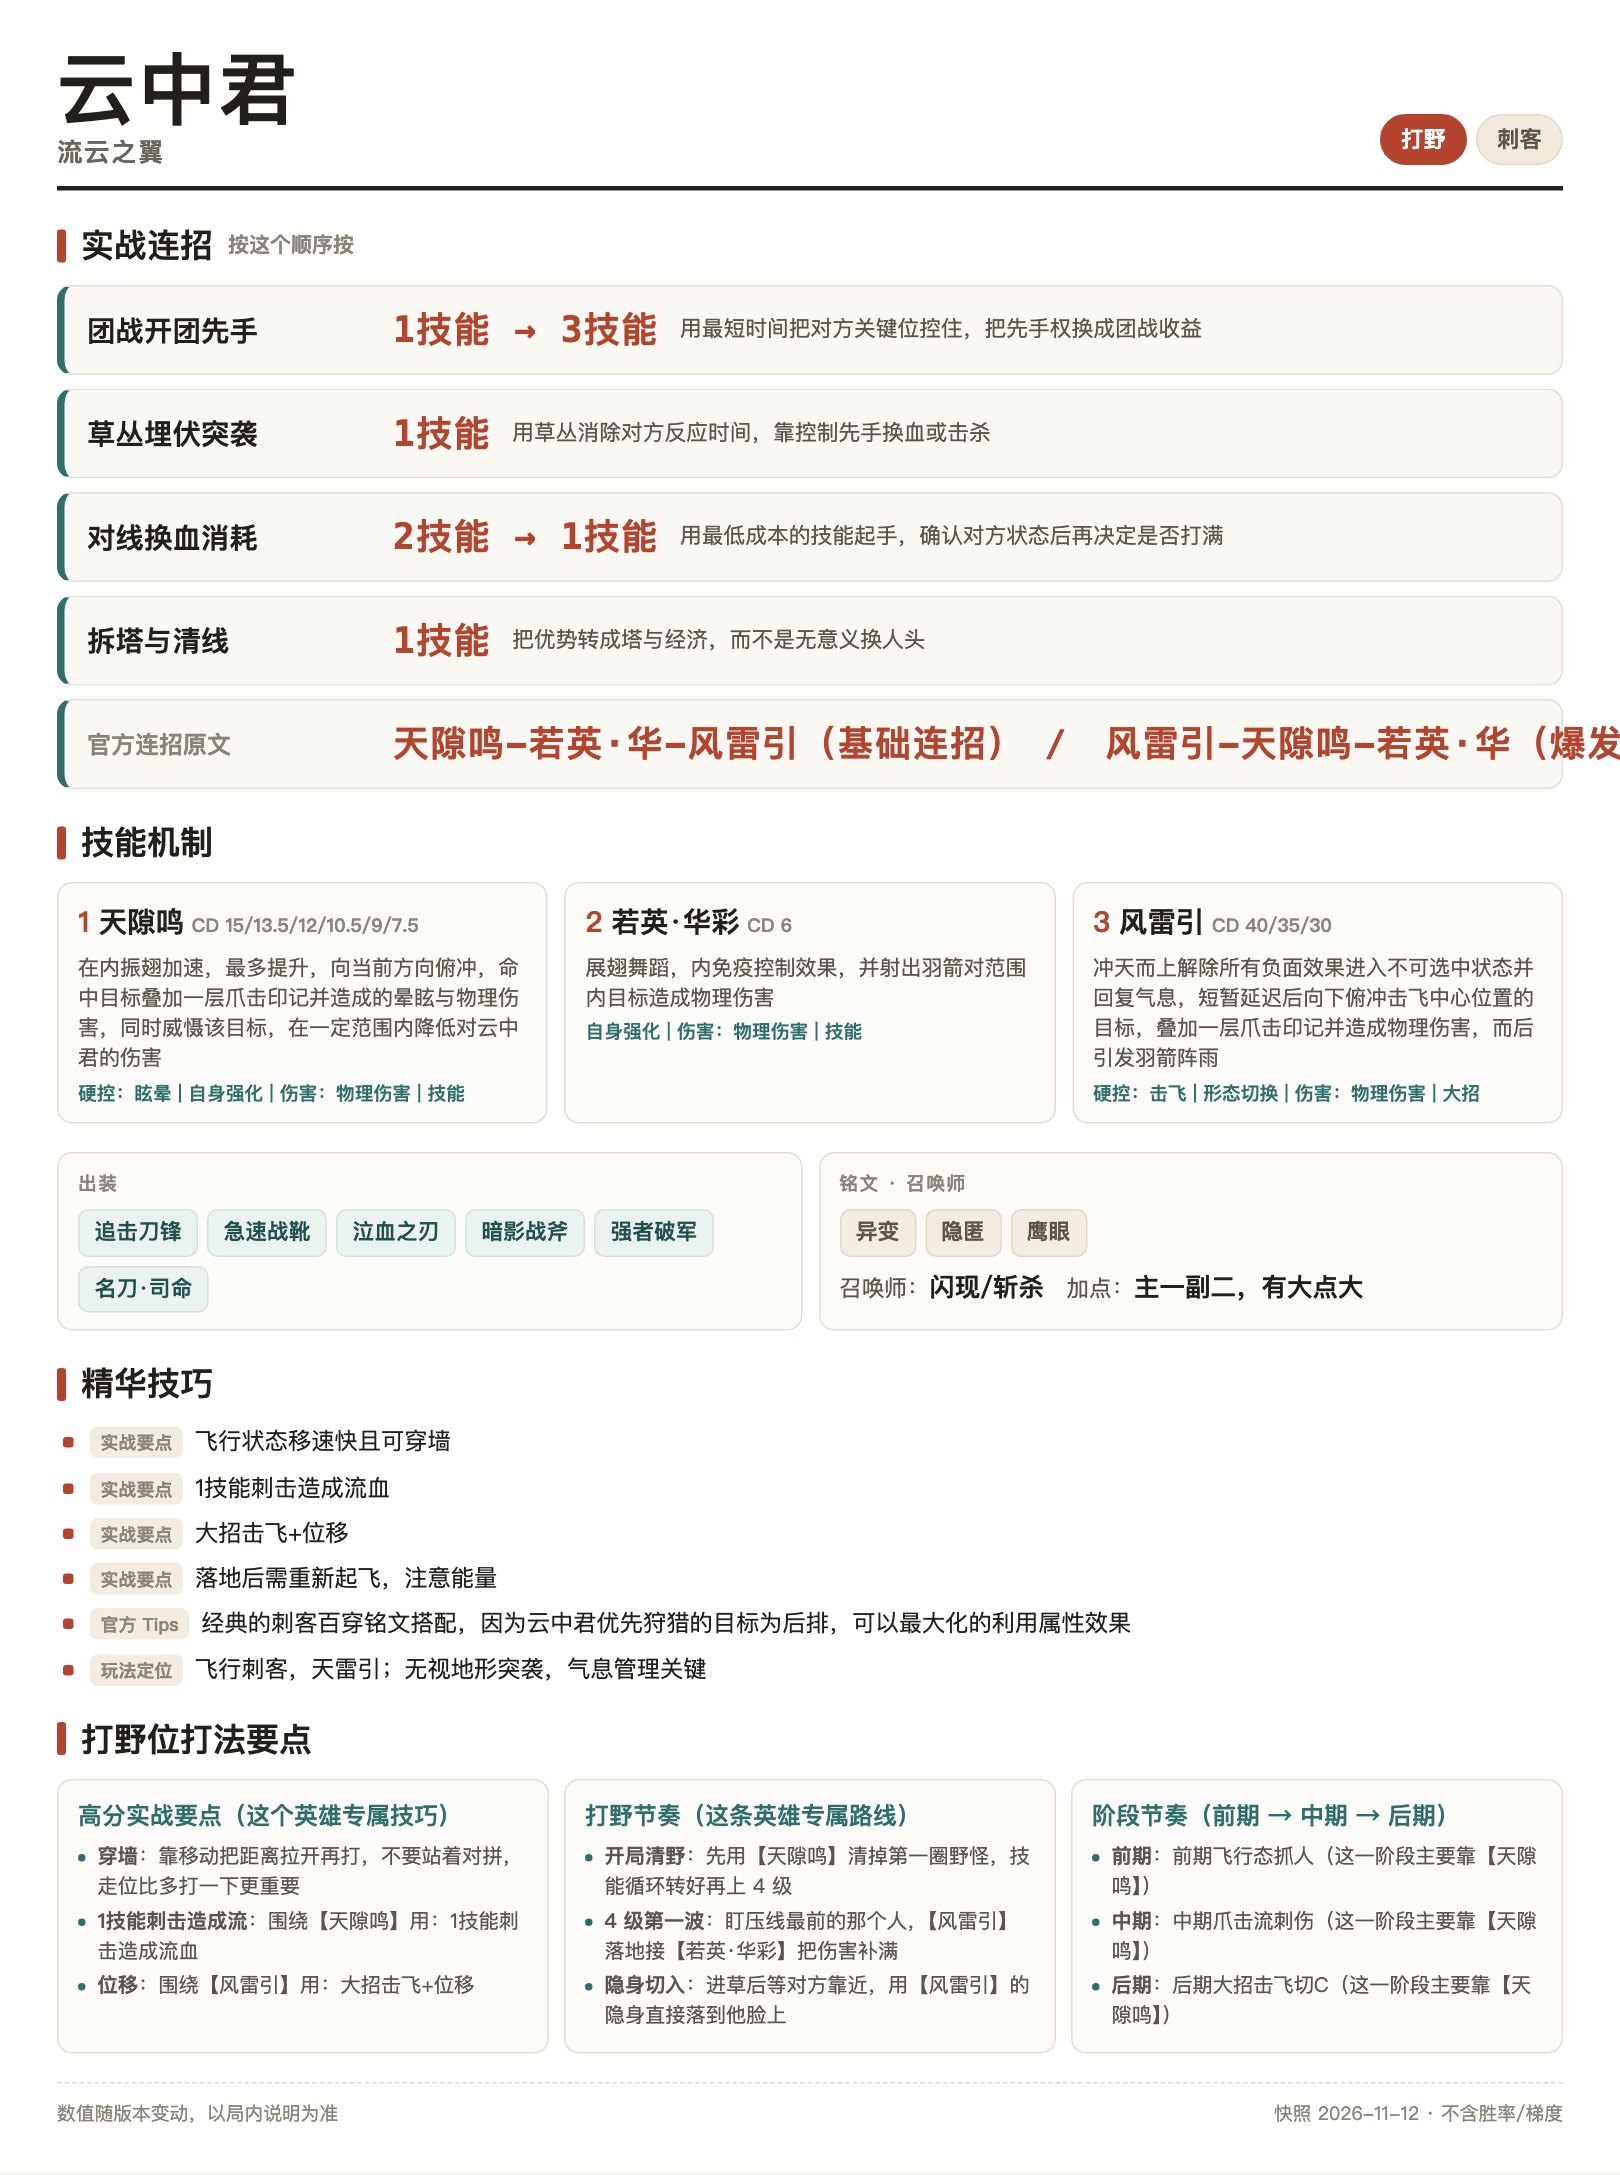 云中君
流云之翼
打野 刺客
实战连招 按这个顺序按
团战开团先手 1技能 → 3技能 用最短时间把对方关键位控住，把先手权换成团战收益
草丛埋伏突袭 1技能 用草丛消除对方反应时间，靠控制先手换血或击杀
对线换血消耗 2技能 → 1技能 用最低成本的技能起手，确认对方状态后再决定是否打满
拆塔与清线 1技能 把优势转成塔与经济，而不是无意义换人头
官方连招原文 天隙鸣-若英·华-风雷引（基础连招） / 风雷引-天隙鸣-若英·华（爆发
技能机制
1 天隙鸣 CD 15/13.5/12/10.5/9/7.5
在内振翅加速，最多提升，向当前方向俯冲，命
中目标叠加一层爪击印记并造成的晕眩与物理伤
害，同时威慑该目标，在一定范围内降低对云中
君的伤害
硬控：眩晕 | 自身强化 | 伤害：物理伤害 | 技能
2 若英·华彩 CD 6
展翅舞蹈，内免疫控制效果，并射出羽箭对范围
内目标造成物理伤害
自身强化 | 伤害：物理伤害 | 技能
3 风雷引 CD 40/35/30
冲天而上解除所有负面效果进入不可选中状态并
回复气息，短暂延迟后向下俯冲击飞中心位置的
目标，叠加一层爪击印记并造成物理伤害，而后
引发羽箭阵雨
硬控：击飞 | 形态切换 | 伤害：物理伤害 | 大招
出装
追击刀锋 急速战靴 泣血之刃 暗影战斧 强者破军
名刀·司命
铭文 · 召唤师
异变 隐匿 鹰眼
召唤师：闪现/斩杀 加点：主一副二，有大点大
精华技巧
实战要点 飞行状态移速快且可穿墙
实战要点 1技能刺击造成流血
实战要点 大招击飞+位移
实战要点 落地后需重新起飞，注意能量
官方 Tips 经典的刺客百穿铭文搭配，因为云中君优先狩猎的目标为后排，可以最大化的利用属性效果
玩法定位 飞行刺客，天雷引；无视地形突袭，气息管理关键
打野位打法要点
高分实战要点（这个英雄专属技巧）
穿墙：靠移动把距离拉开再打，不要站着对拼，
走位比多打一下更重要
1技能刺击造成流：围绕【天隙鸣】用：1技能刺
击造成流血
位移：围绕【风雷引】用：大招击飞+位移
打野节奏（这条英雄专属路线）
开局清野：先用【天隙鸣】清掉第一圈野怪，技
能循环转好再上 4 级
4 级第一波：盯压线最前的那个人，【风雷引】
落地接【若英·华彩】把伤害补满
隐身切入：进草后等对方靠近，用【风雷引】的
隐身直接落到他脸上
阶段节奏（前期 → 中期 → 后期）
前期：前期飞行态抓人（这一阶段主要靠【天隙
鸣】）
中期：中期爪击流刺伤（这一阶段主要靠【天隙
鸣】）
后期：后期大招击飞切C（这一阶段主要靠【天
隙鸣】）
数值随版本变动，以局内说明为准
快照 2026-11-12 · 不含胜率/梯度